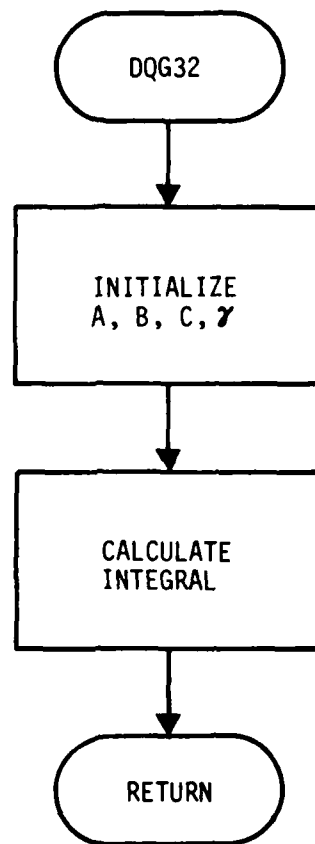 DQG32
INITIALIZE
A, B, C, γ
CALCULATE
INTEGRAL
RETURN